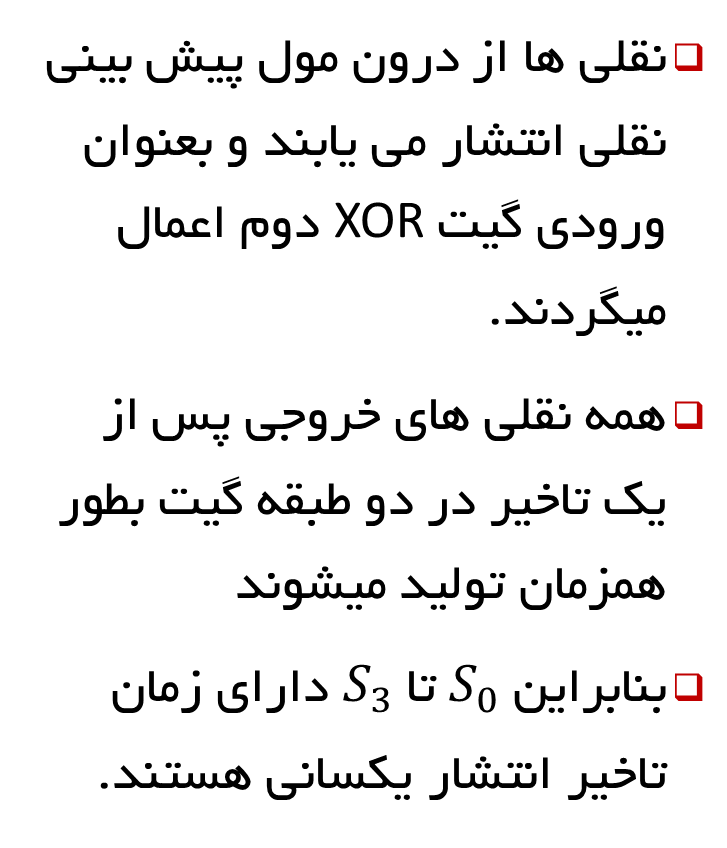 نقلی ها از درون مول پیش بینی
نقلی انتشار می یابند و بعنوان
ورودی گیت XOR دوم اعمال
میگردند.
همه نقلی های خروجی پس از
یک تاخیر در دو طبقه گیت بطور
همزمان تولید میشوند
بنابراین S₀ تا S₃ دارای زمان
تاخیر انتشار یکسانی هستند.